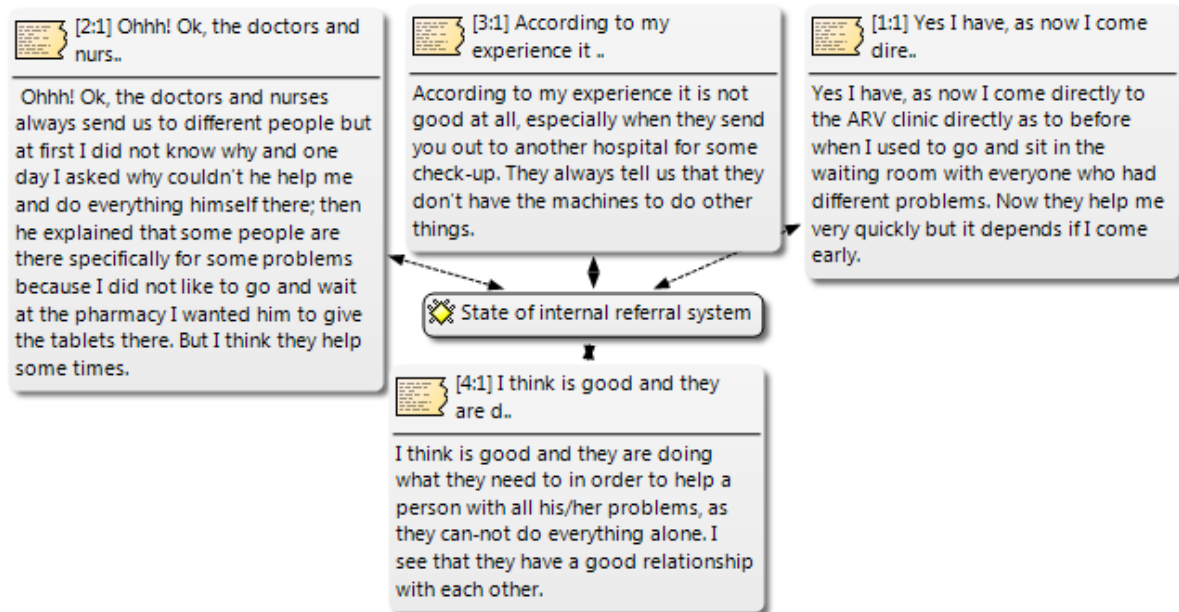 [2:1] Ohhh! Ok, the doctors and
nurs..
Ohhh! Ok, the doctors and nurses
always send us to different people but
at first I did not know why and one
day I asked why couldn't he help me
and do everything himself there; then
he explained that some people are
there specifically for some problems
because I did not like to go and wait
at the pharmacy I wanted him to give
the tablets there. But I think they help
some times.
[3:1] According to my
experience it ..
According to my experience it is not
good at all, especially when they send
you out to another hospital for some
check-up. They always tell us that they
don't have the machines to do other
things.
[1:1] Yes I have, as now I come
dire..
Yes I have, as now I come directly to
the ARV clinic directly as to before
when I used to go and sit in the
waiting room with everyone who had
different problems. Now they help me
very quickly but it depends if I come
early.
State of internal referral system
[4:1] I think is good and they
are d..
I think is good and they are doing
what they need to in order to help a
person with all his/her problems, as
they can-not do everything alone. I
see that they have a good relationship
with each other.